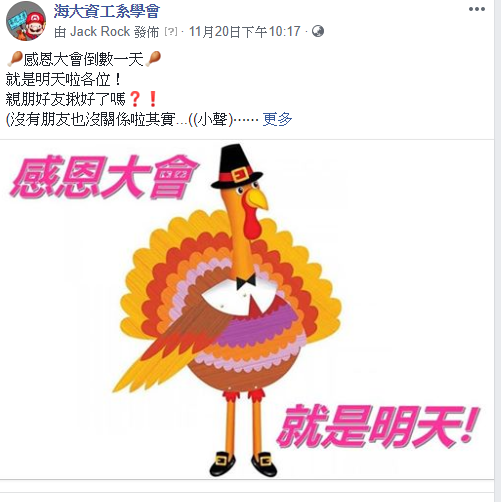 海大資工系學會
由 Jack Rock 發佈 [?] · 11月20日下午10:17 ·
🍗感恩大會倒數一天🍗
就是明天啦各位！
親朋好友揪好了嗎❓❗
(沒有朋友也沒關係啦其實...((小聲)⋯⋯ 更多
感恩大會
就是明天!